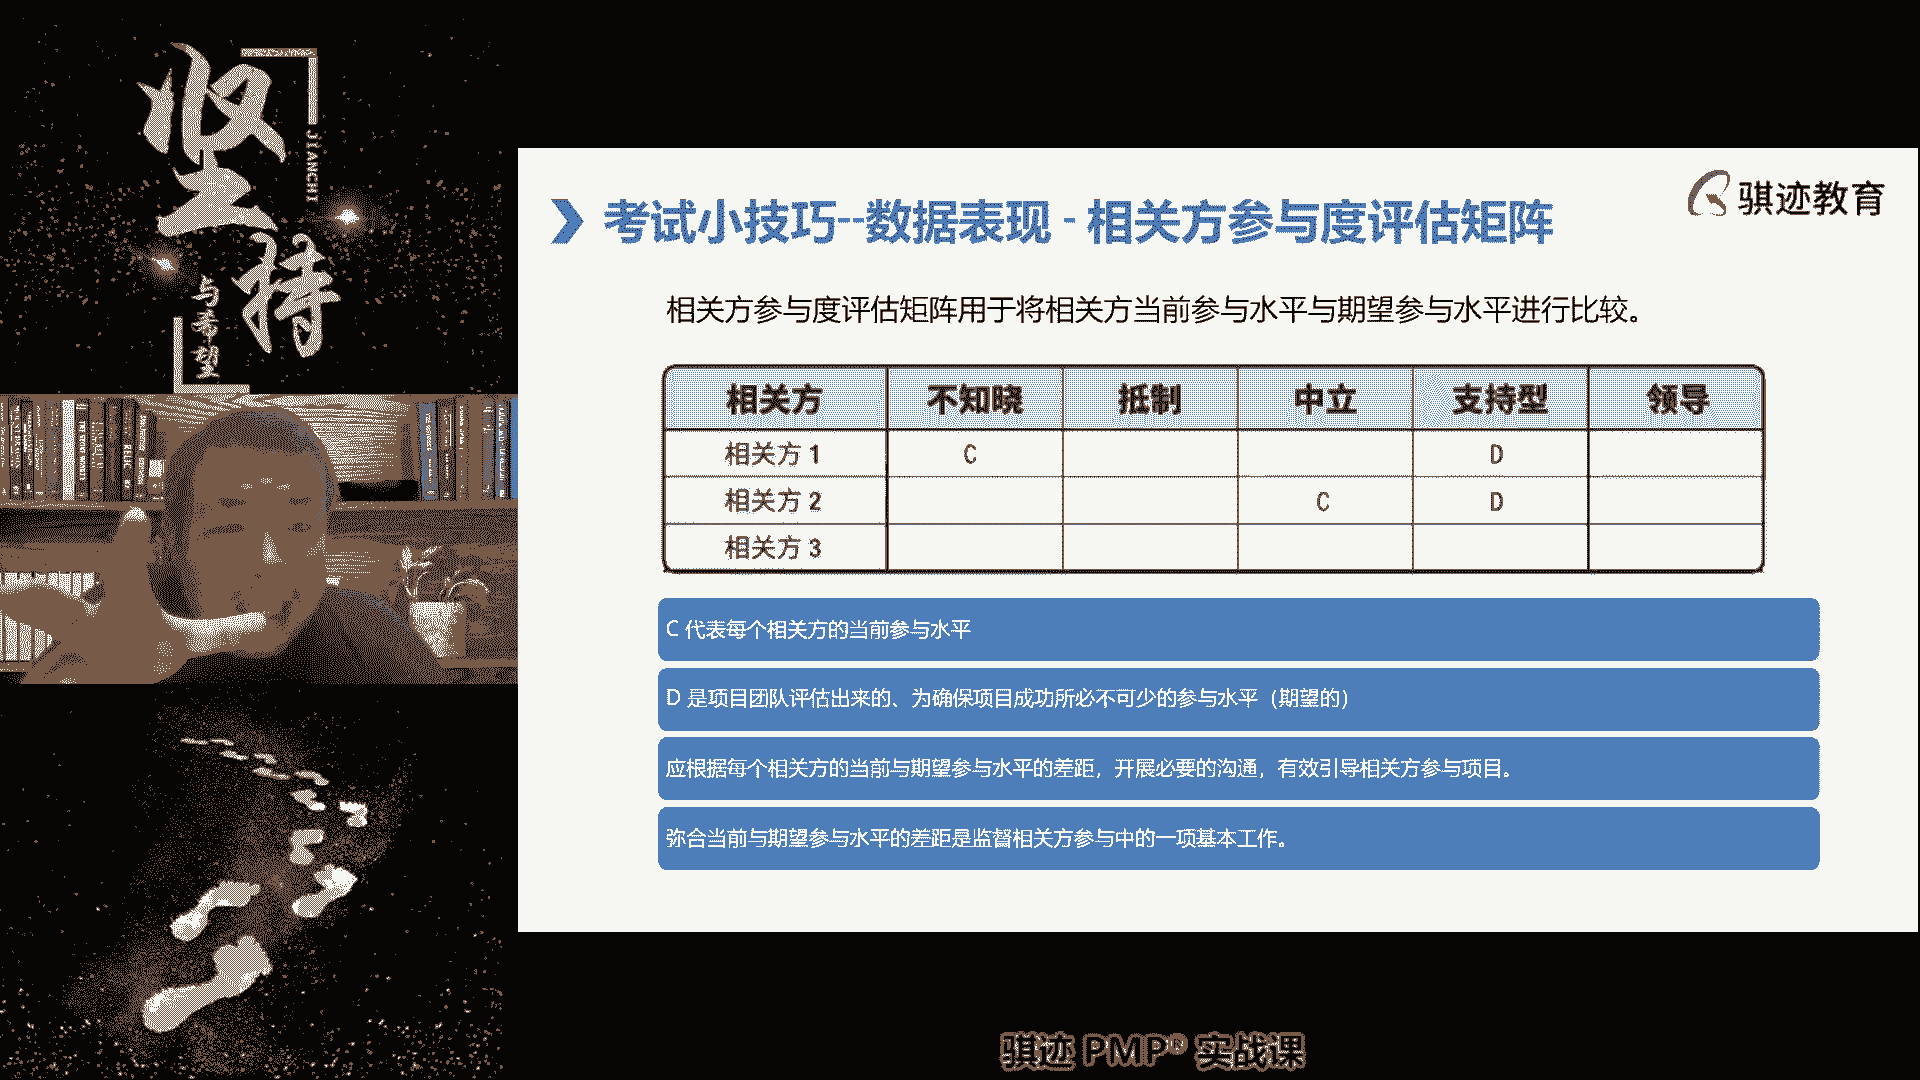 坚持
JIANCHI
与希望
骐迹教育
考试小技巧--数据表现 - 相关方参与度评估矩阵
相关方参与度评估矩阵用于将相关方当前参与水平与期望参与水平进行比较。
相关方 不知晓 抵制 中立 支持型 领导
相关方 1 C D
相关方 2 C D
相关方 3
C 代表每个相关方的当前参与水平
D 是项目团队评估出来的、为确保项目成功所必不可少的参与水平（期望的）
应根据每个相关方的当前与期望参与水平的差距，开展必要的沟通，有效引导相关方参与项目。
弥合当前与期望参与水平的差距是监督相关方参与中的一项基本工作。
骐迹 PMP® 实战课